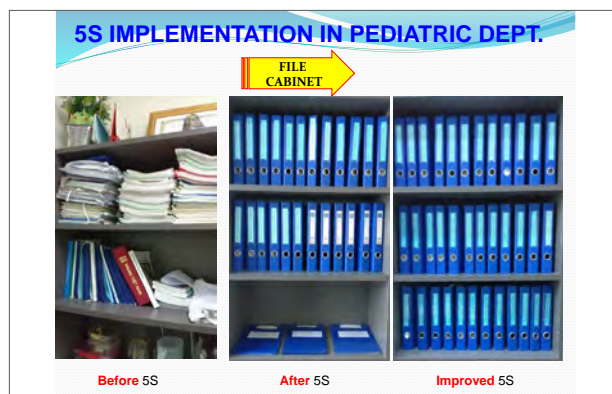 5S IMPLEMENTATION IN PEDIATRIC DEPT.
FILE
CABINET
Before 5S
After 5S
Improved 5S